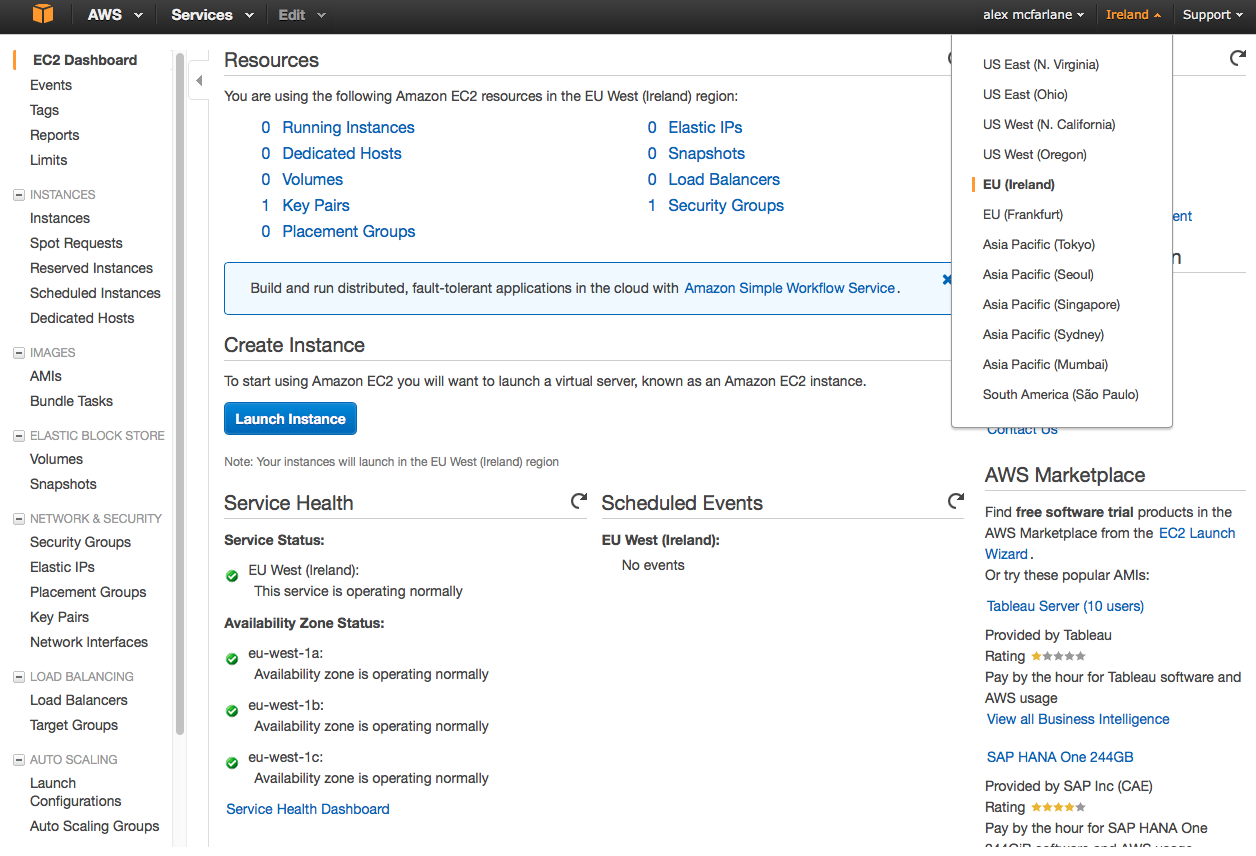 AWS Services Edit alex mcfarlane Ireland Support
EC2 Dashboard
Events
Tags
Reports
Limits
INSTANCES
Instances
Spot Requests
Reserved Instances
Scheduled Instances
Dedicated Hosts
IMAGES
AMIs
Bundle Tasks
ELASTIC BLOCK STORE
Volumes
Snapshots
NETWORK & SECURITY
Security Groups
Elastic IPs
Placement Groups
Key Pairs
Network Interfaces
LOAD BALANCING
Load Balancers
Target Groups
AUTO SCALING
Launch
Configurations
Auto Scaling Groups
Resources
You are using the following Amazon EC2 resources in the EU West (Ireland) region:
0 Running Instances
0 Dedicated Hosts
0 Volumes
1 Key Pairs
0 Placement Groups
0 Elastic IPs
0 Snapshots
0 Load Balancers
1 Security Groups
Build and run distributed, fault-tolerant applications in the cloud with Amazon Simple Workflow Service.
Create Instance
To start using Amazon EC2 you will want to launch a virtual server, known as an Amazon EC2 instance.
Launch Instance
Note: Your instances will launch in the EU West (Ireland) region
Service Health
Service Status:
EU West (Ireland):
This service is operating normally
Availability Zone Status:
eu-west-1a:
Availability zone is operating normally
eu-west-1b:
Availability zone is operating normally
eu-west-1c:
Availability zone is operating normally
Service Health Dashboard
Scheduled Events
EU West (Ireland):
No events
US East (N. Virginia)
US East (Ohio)
US West (N. California)
US West (Oregon)
EU (Ireland)
EU (Frankfurt)
Asia Pacific (Tokyo)
Asia Pacific (Seoul)
Asia Pacific (Singapore)
Asia Pacific (Sydney)
Asia Pacific (Mumbai)
South America (São Paulo)
ent
n
Contact Us
AWS Marketplace
Find free software trial products in the
AWS Marketplace from the EC2 Launch
Wizard.
Or try these popular AMIs:
Tableau Server (10 users)
Provided by Tableau
Rating
Pay by the hour for Tableau software and
AWS usage
View all Business Intelligence
SAP HANA One 244GB
Provided by SAP Inc (CAE)
Rating
Pay by the hour for SAP HANA One
244GiB software and AWS usage